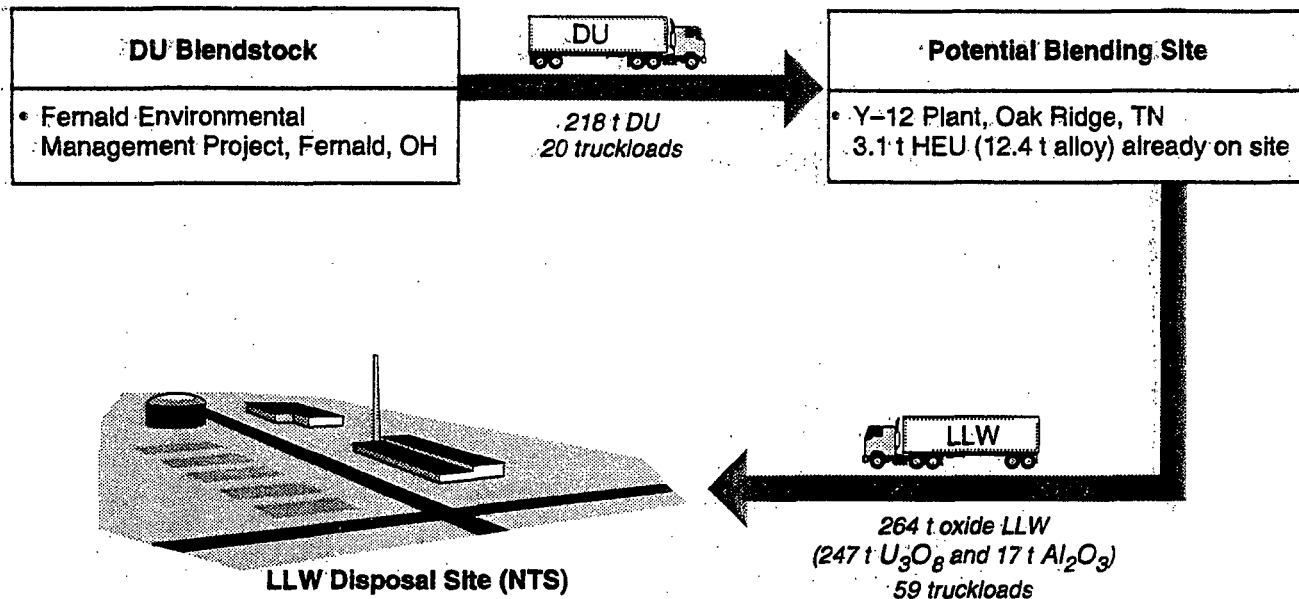 DU Blendstock
• Fernald Environmental
Management Project, Fernald, OH
DU
218 t DU
20 truckloads
Potential Blending Site
• Y–12 Plant, Oak Ridge, TN
3.1 t HEU (12.4 t alloy) already on site
LLW
264 t oxide LLW
(247 t U₃O₈ and 17 t Al₂O₃)
59 truckloads
LLW Disposal Site (NTS)